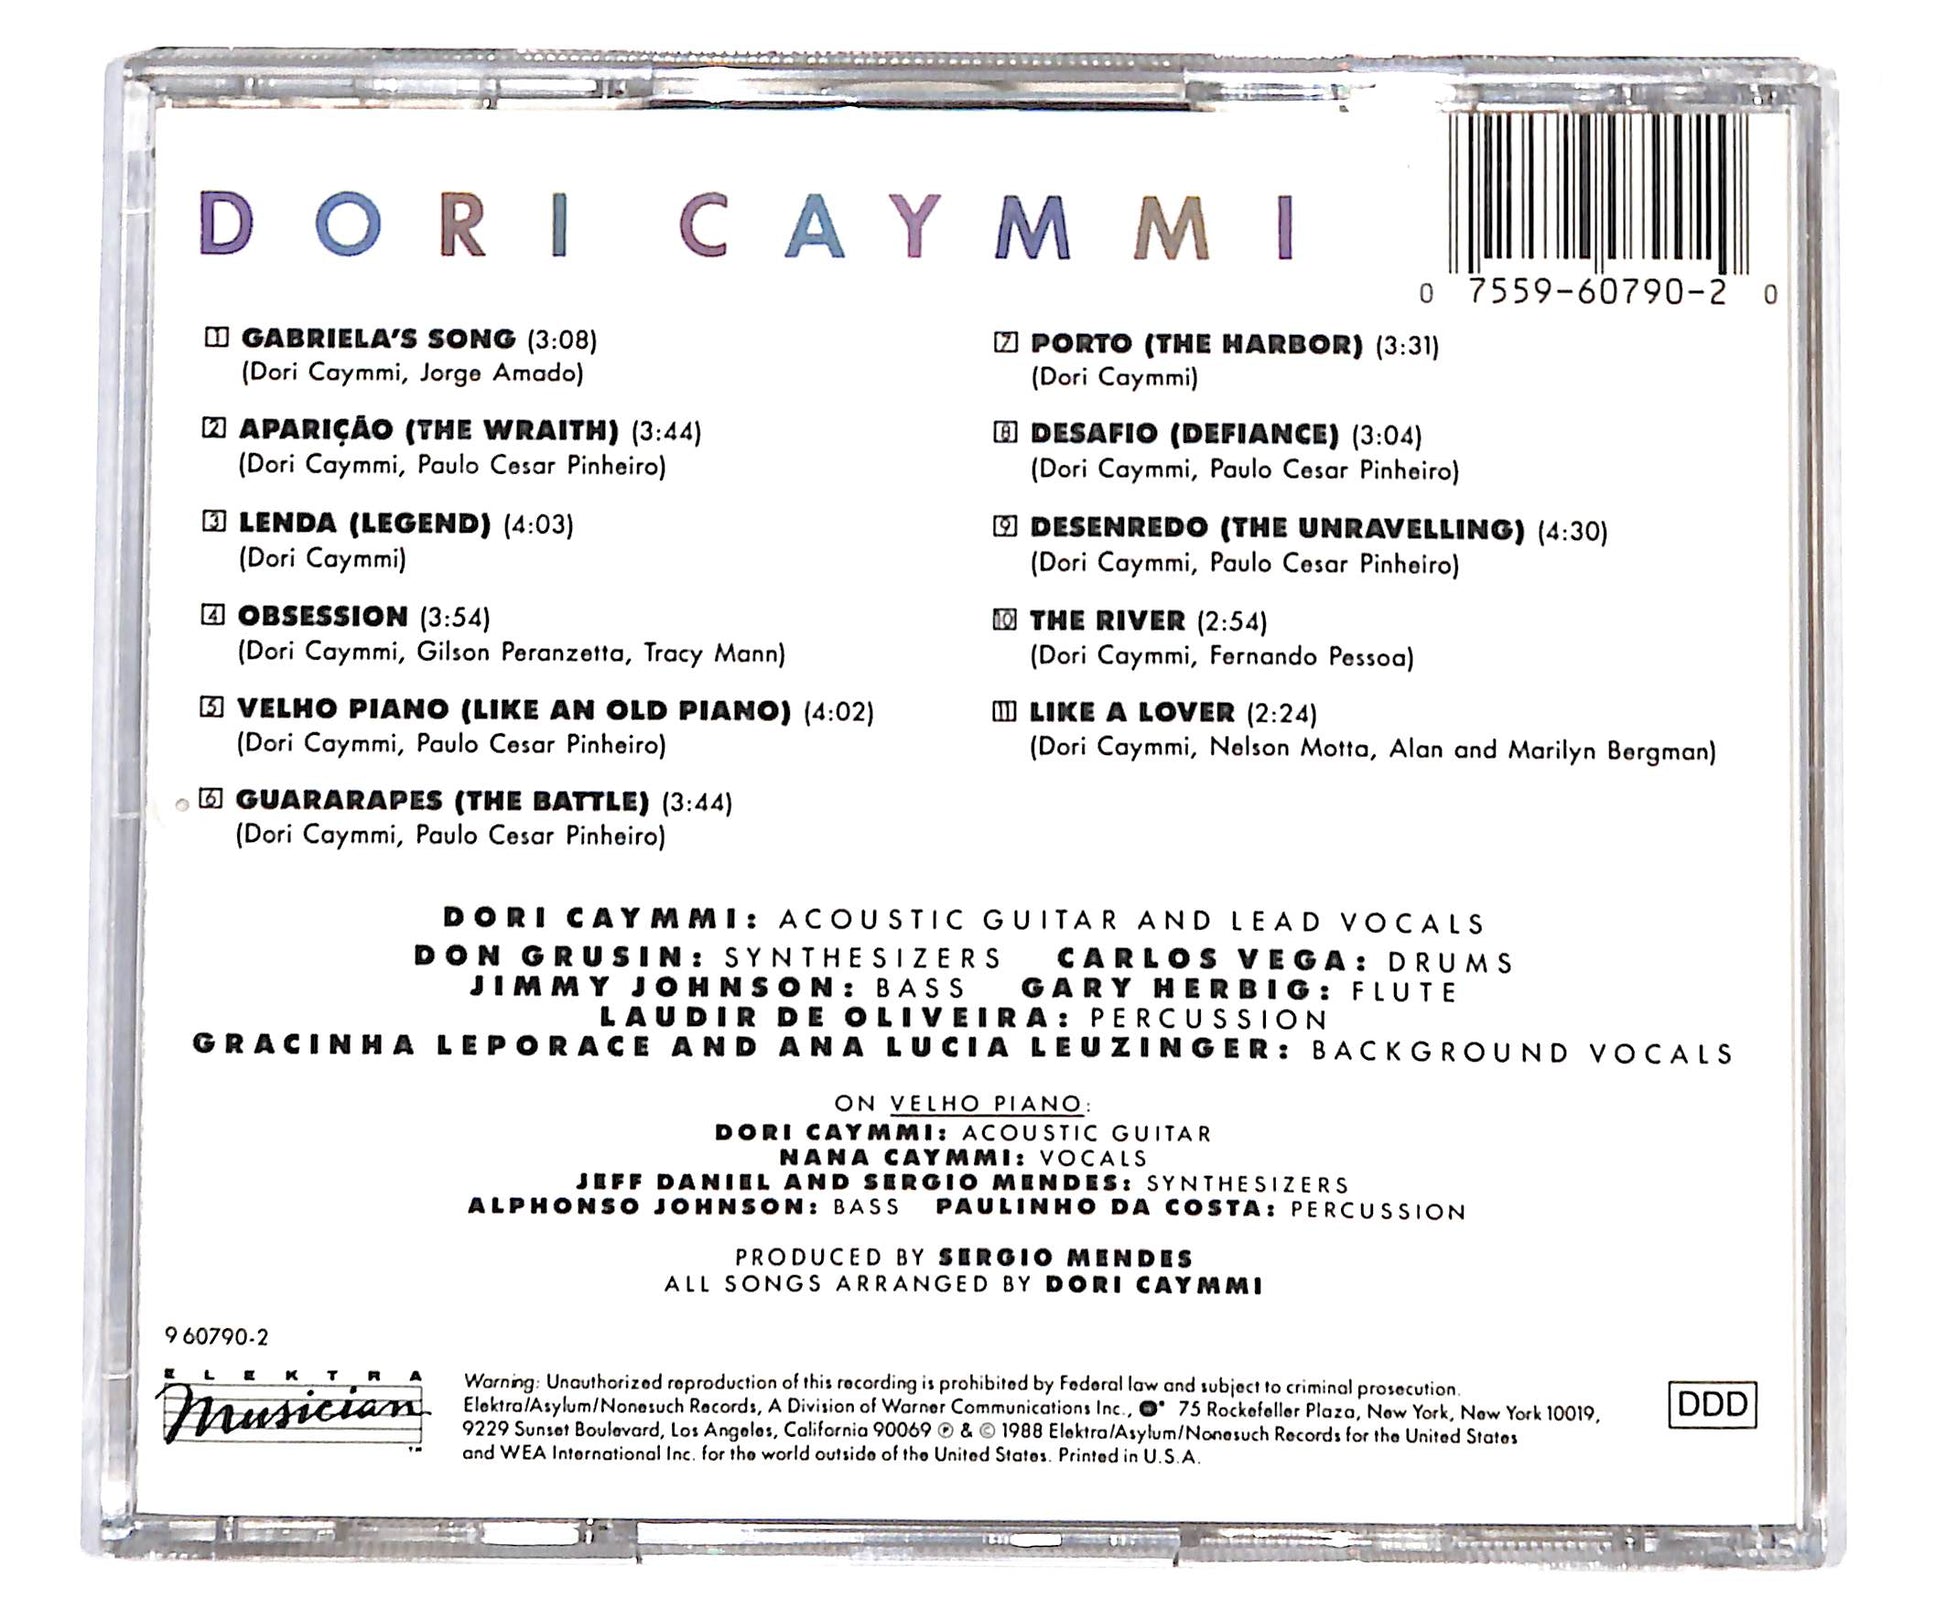 DORI CAYMMI
0 7559-60790-2 0
1 GABRIELA'S SONG (3:08)
(Dori Caymmi, Jorge Amado)
2 APARIÇÃO (THE WRAITH) (3:44)
(Dori Caymmi, Paulo Cesar Pinheiro)
3 LENDA (LEGEND) (4:03)
(Dori Caymmi)
4 OBSESSION (3:54)
(Dori Caymmi, Gilson Peranzetta, Tracy Mann)
5 VELHO PIANO (LIKE AN OLD PIANO) (4:02)
(Dori Caymmi, Paulo Cesar Pinheiro)
6 GUARARAPES (THE BATTLE) (3:44)
(Dori Caymmi, Paulo Cesar Pinheiro)
7 PORTO (THE HARBOR) (3:31)
(Dori Caymmi)
8 DESAFIO (DEFIANCE) (3:04)
(Dori Caymmi, Paulo Cesar Pinheiro)
9 DESENREDO (THE UNRAVELLING) (4:30)
(Dori Caymmi, Paulo Cesar Pinheiro)
10 THE RIVER (2:54)
(Dori Caymmi, Fernando Pessoa)
11 LIKE A LOVER (2:24)
(Dori Caymmi, Nelson Motta, Alan and Marilyn Bergman)
DORI CAYMMI: ACOUSTIC GUITAR AND LEAD VOCALS
DON GRUSIN: SYNTHESIZERS CARLOS VEGA: DRUMS
JIMMY JOHNSON: BASS GARY HERBIG: FLUTE
LAUDIR DE OLIVEIRA: PERCUSSION
GRACINHA LEPORACE AND ANA LUCIA LEUZINGER: BACKGROUND VOCALS
ON VELHO PIANO:
DORI CAYMMI: ACOUSTIC GUITAR
NANA CAYMMI: VOCALS
JEFF DANIEL AND SERGIO MENDES: SYNTHESIZERS
ALPHONSO JOHNSON: BASS PAULINHO DA COSTA: PERCUSSION
PRODUCED BY SERGIO MENDES
ALL SONGS ARRANGED BY DORI CAYMMI
9 60790-2
ELEKTRA
Musician
™
Warning: Unauthorized reproduction of this recording is prohibited by Federal law and subject to criminal prosecution.
Elektra/Asylum/Nonesuch Records, A Division of Warner Communications Inc., 75 Rockefeller Plaza, New York, New York 10019,
9229 Sunset Boulevard, Los Angeles, California 90069 ℗ & © 1988 Elektra/Asylum/Nonesuch Records for the United States
and WEA International Inc. for the world outside of the United States. Printed in U.S.A.
DDD